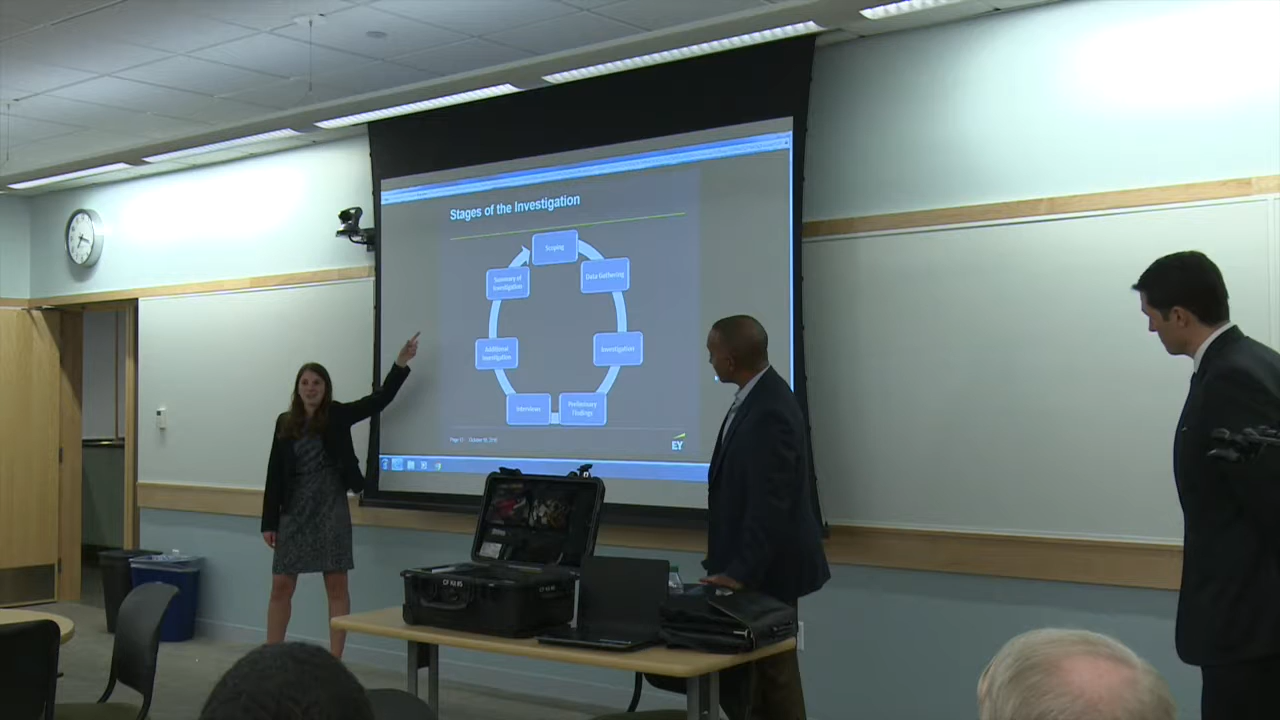 Stages of the Investigation
Scoping
Data Gathering
Investigation
Preliminary
Findings
Interviews
Additional
Investigation
Summary of
Investigation
EY